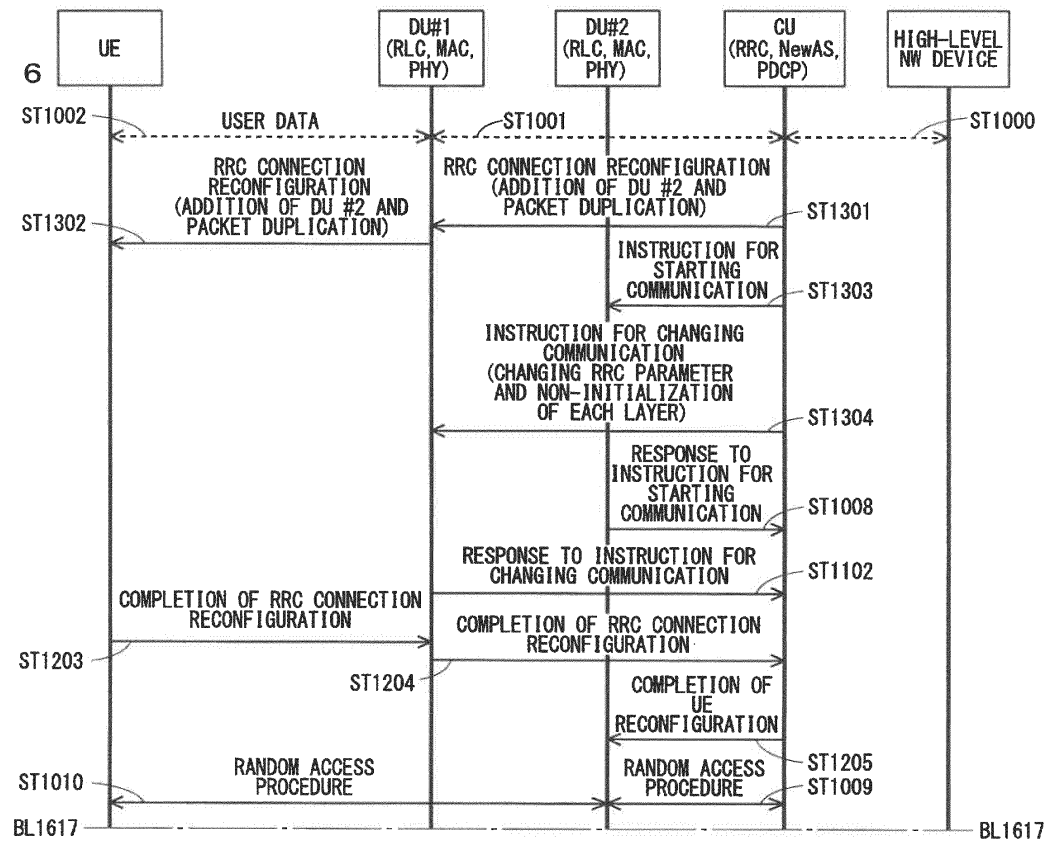 6
UE
DU#1
(RLC, MAC,
PHY)
DU#2
(RLC, MAC,
PHY)
CU
(RRC, NewAS,
PDCP)
HIGH-LEVEL
NW DEVICE
ST1002
USER DATA
ST1001
ST1000
RRC CONNECTION
RECONFIGURATION
(ADDITION OF DU #2 AND
PACKET DUPLICATION)
ST1302
RRC CONNECTION RECONFIGURATION
(ADDITION OF DU #2 AND
PACKET DUPLICATION)
ST1301
INSTRUCTION FOR
STARTING
COMMUNICATION
ST1303
INSTRUCTION FOR CHANGING
COMMUNICATION
(CHANGING RRC PARAMETER
AND NON-INITIALIZATION
OF EACH LAYER)
ST1304
RESPONSE TO
INSTRUCTION FOR
STARTING
COMMUNICATION
ST1008
RESPONSE TO INSTRUCTION FOR
CHANGING COMMUNICATION
ST1102
COMPLETION OF RRC CONNECTION
RECONFIGURATION
ST1203
COMPLETION OF RRC CONNECTION
RECONFIGURATION
ST1204
COMPLETION OF
UE
RECONFIGURATION
ST1205
ST1010
RANDOM ACCESS
PROCEDURE
RANDOM ACCESS
PROCEDURE
ST1009
BL1617
BL1617